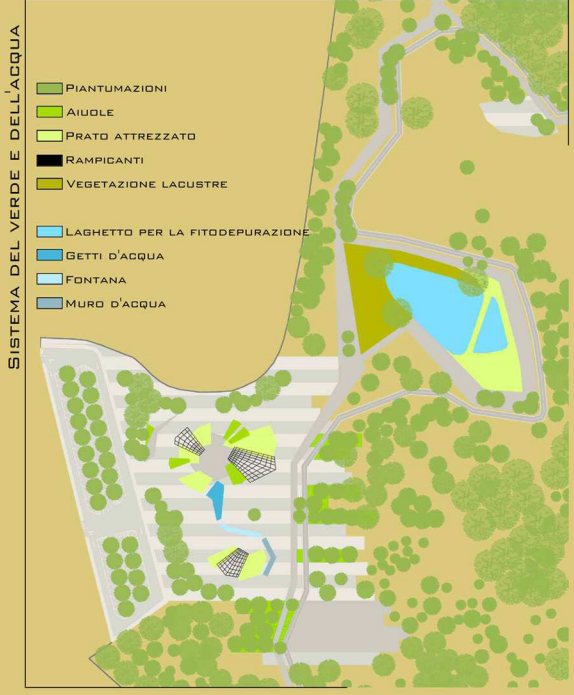 SISTEMA DEL VERDE E DELL'ACQUA
PIANTUMAZIONI
AIUOLE
PRATO ATTREZZATO
RAMPICANTI
VEGETAZIONE LACUSTRE
LAGHETTO PER LA FITODEPURAZIONE
GETTI D'ACQUA
FONTANA
MURO D'ACQUA